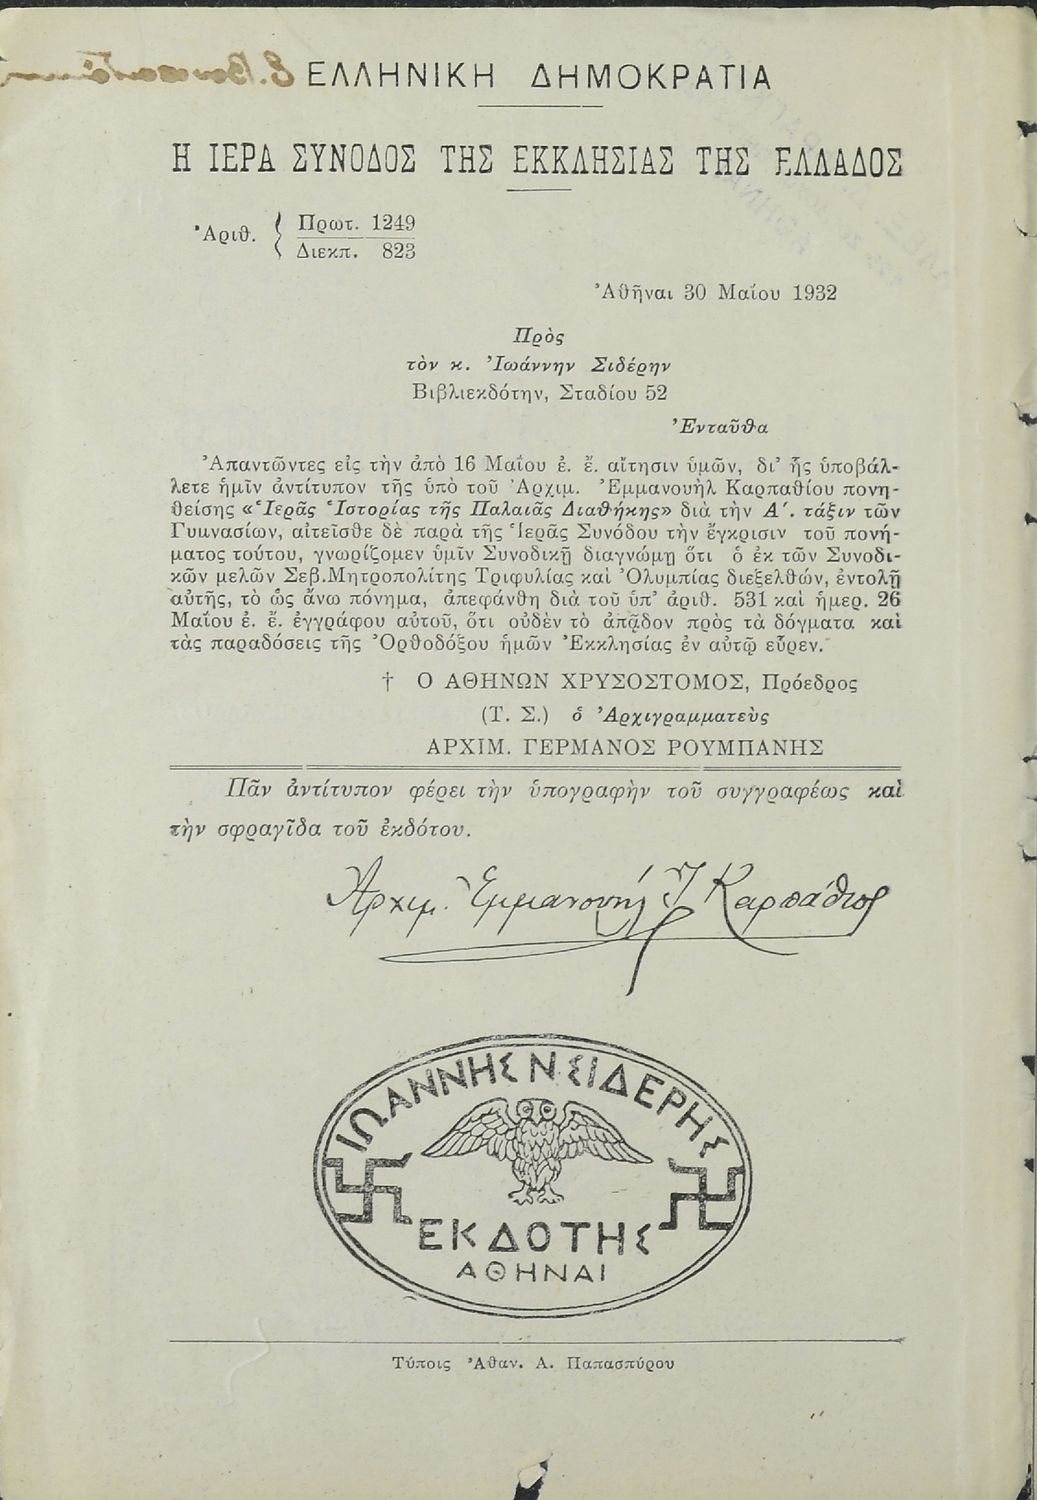 ΕΛΛΗΝΙΚΗ ΔΗΜΟΚΡΑΤΙΑ
Η ΙΕΡΑ ΣΥΝΟΔΟΣ ΤΗΣ ΕΚΚΛΗΣΙΑΣ ΤΗΣ ΕΛΛΑΔΟΣ
Ἀριθ. { Πρωτ. 1249
Διεκπ. 823
Ἀθῆναι 30 Μαΐου 1932
Πρὸς
τὸν κ. Ἰωάννην Σιδέρην
Βιβλιεκδότην, Σταδίου 52
Ἐνταῦθα
Ἀπαντῶντες εἰς τὴν ἀπὸ 16 Μαΐου ἐ. ἔ. αἴτησιν ὑμῶν, δι’ ἧς ὑποβάλ-
λετε ἡμῖν ἀντίτυπον τῆς ὑπὸ τοῦ Ἀρχιμ. Ἐμμανουὴλ Καρπαθίου πονη-
θείσης «Ἱερᾶς Ἱστορίας τῆς Παλαιᾶς Διαθήκης» διὰ τὴν Α΄. τάξιν τῶν
Γυμνασίων, αἰτεῖσθε δὲ παρὰ τῆς Ἱερᾶς Συνόδου τὴν ἔγκρισιν τοῦ πονή-
ματος τούτου, γνωρίζομεν ὑμῖν Συνοδικῇ διαγνώμῃ ὅτι ὁ ἐκ τῶν Συνοδι-
κῶν μελῶν Σεβ.Μητροπολίτης Τριφυλίας καὶ Ὀλυμπίας διεξελθών, ἐντολῇ
αὐτῆς, τὸ ὡς ἄνω πόνημα, ἀπεφάνθη διὰ τοῦ ὑπ’ ἀριθ. 531 καὶ ἡμερ. 26
Μαΐου ἐ. ἔ. ἐγγράφου αὐτοῦ, ὅτι οὐδὲν τὸ ἀπᾷδον πρὸς τὰ δόγματα καὶ
τὰς παραδόσεις τῆς Ὀρθοδόξου ἡμῶν Ἐκκλησίας ἐν αὐτῷ εὗρεν.
† Ο ΑΘΗΝΩΝ ΧΡΥΣΟΣΤΟΜΟΣ, Πρόεδρος
(Τ. Σ.) ὁ Ἀρχιγραμματεὺς
ΑΡΧΙΜ. ΓΕΡΜΑΝΟΣ ΡΟΥΜΠΑΝΗΣ
Πᾶν ἀντίτυπον φέρει τὴν ὑπογραφὴν τοῦ συγγραφέως καὶ
τὴν σφραγῖδα τοῦ ἐκδότου.
Ἀρχιμ. Ἐμμανουὴλ Ι Καρπάθιος
ΙΩΑΝΝΗΣ Ν ΣΙΔΕΡΗΣ
ΕΚΔΟΤΗΣ
ΑΘΗΝΑΙ
Τύποις Ἀθαν. Α. Παπασπύρου